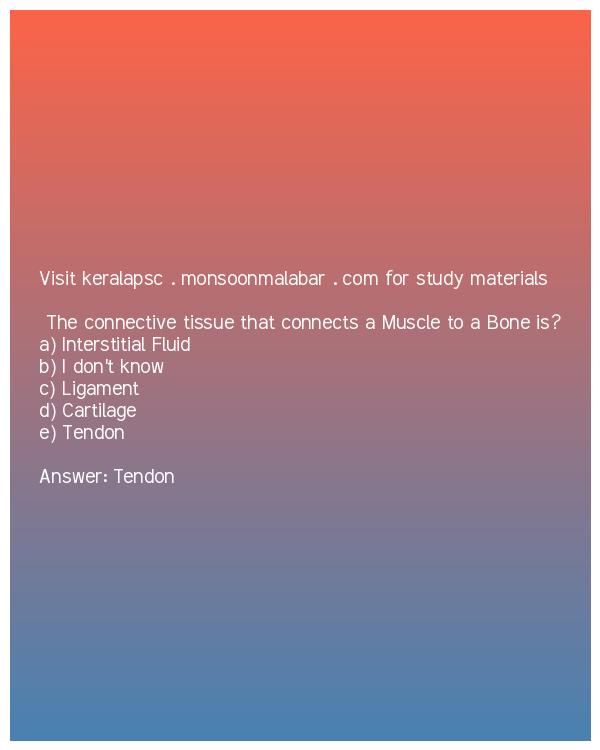 Visit keralapsc . monsoonmalabar . com for study materials
The connective tissue that connects a Muscle to a Bone is?
a) Interstitial Fluid
b) I don't know
c) Ligament
d) Cartilage
e) Tendon
Answer: Tendon